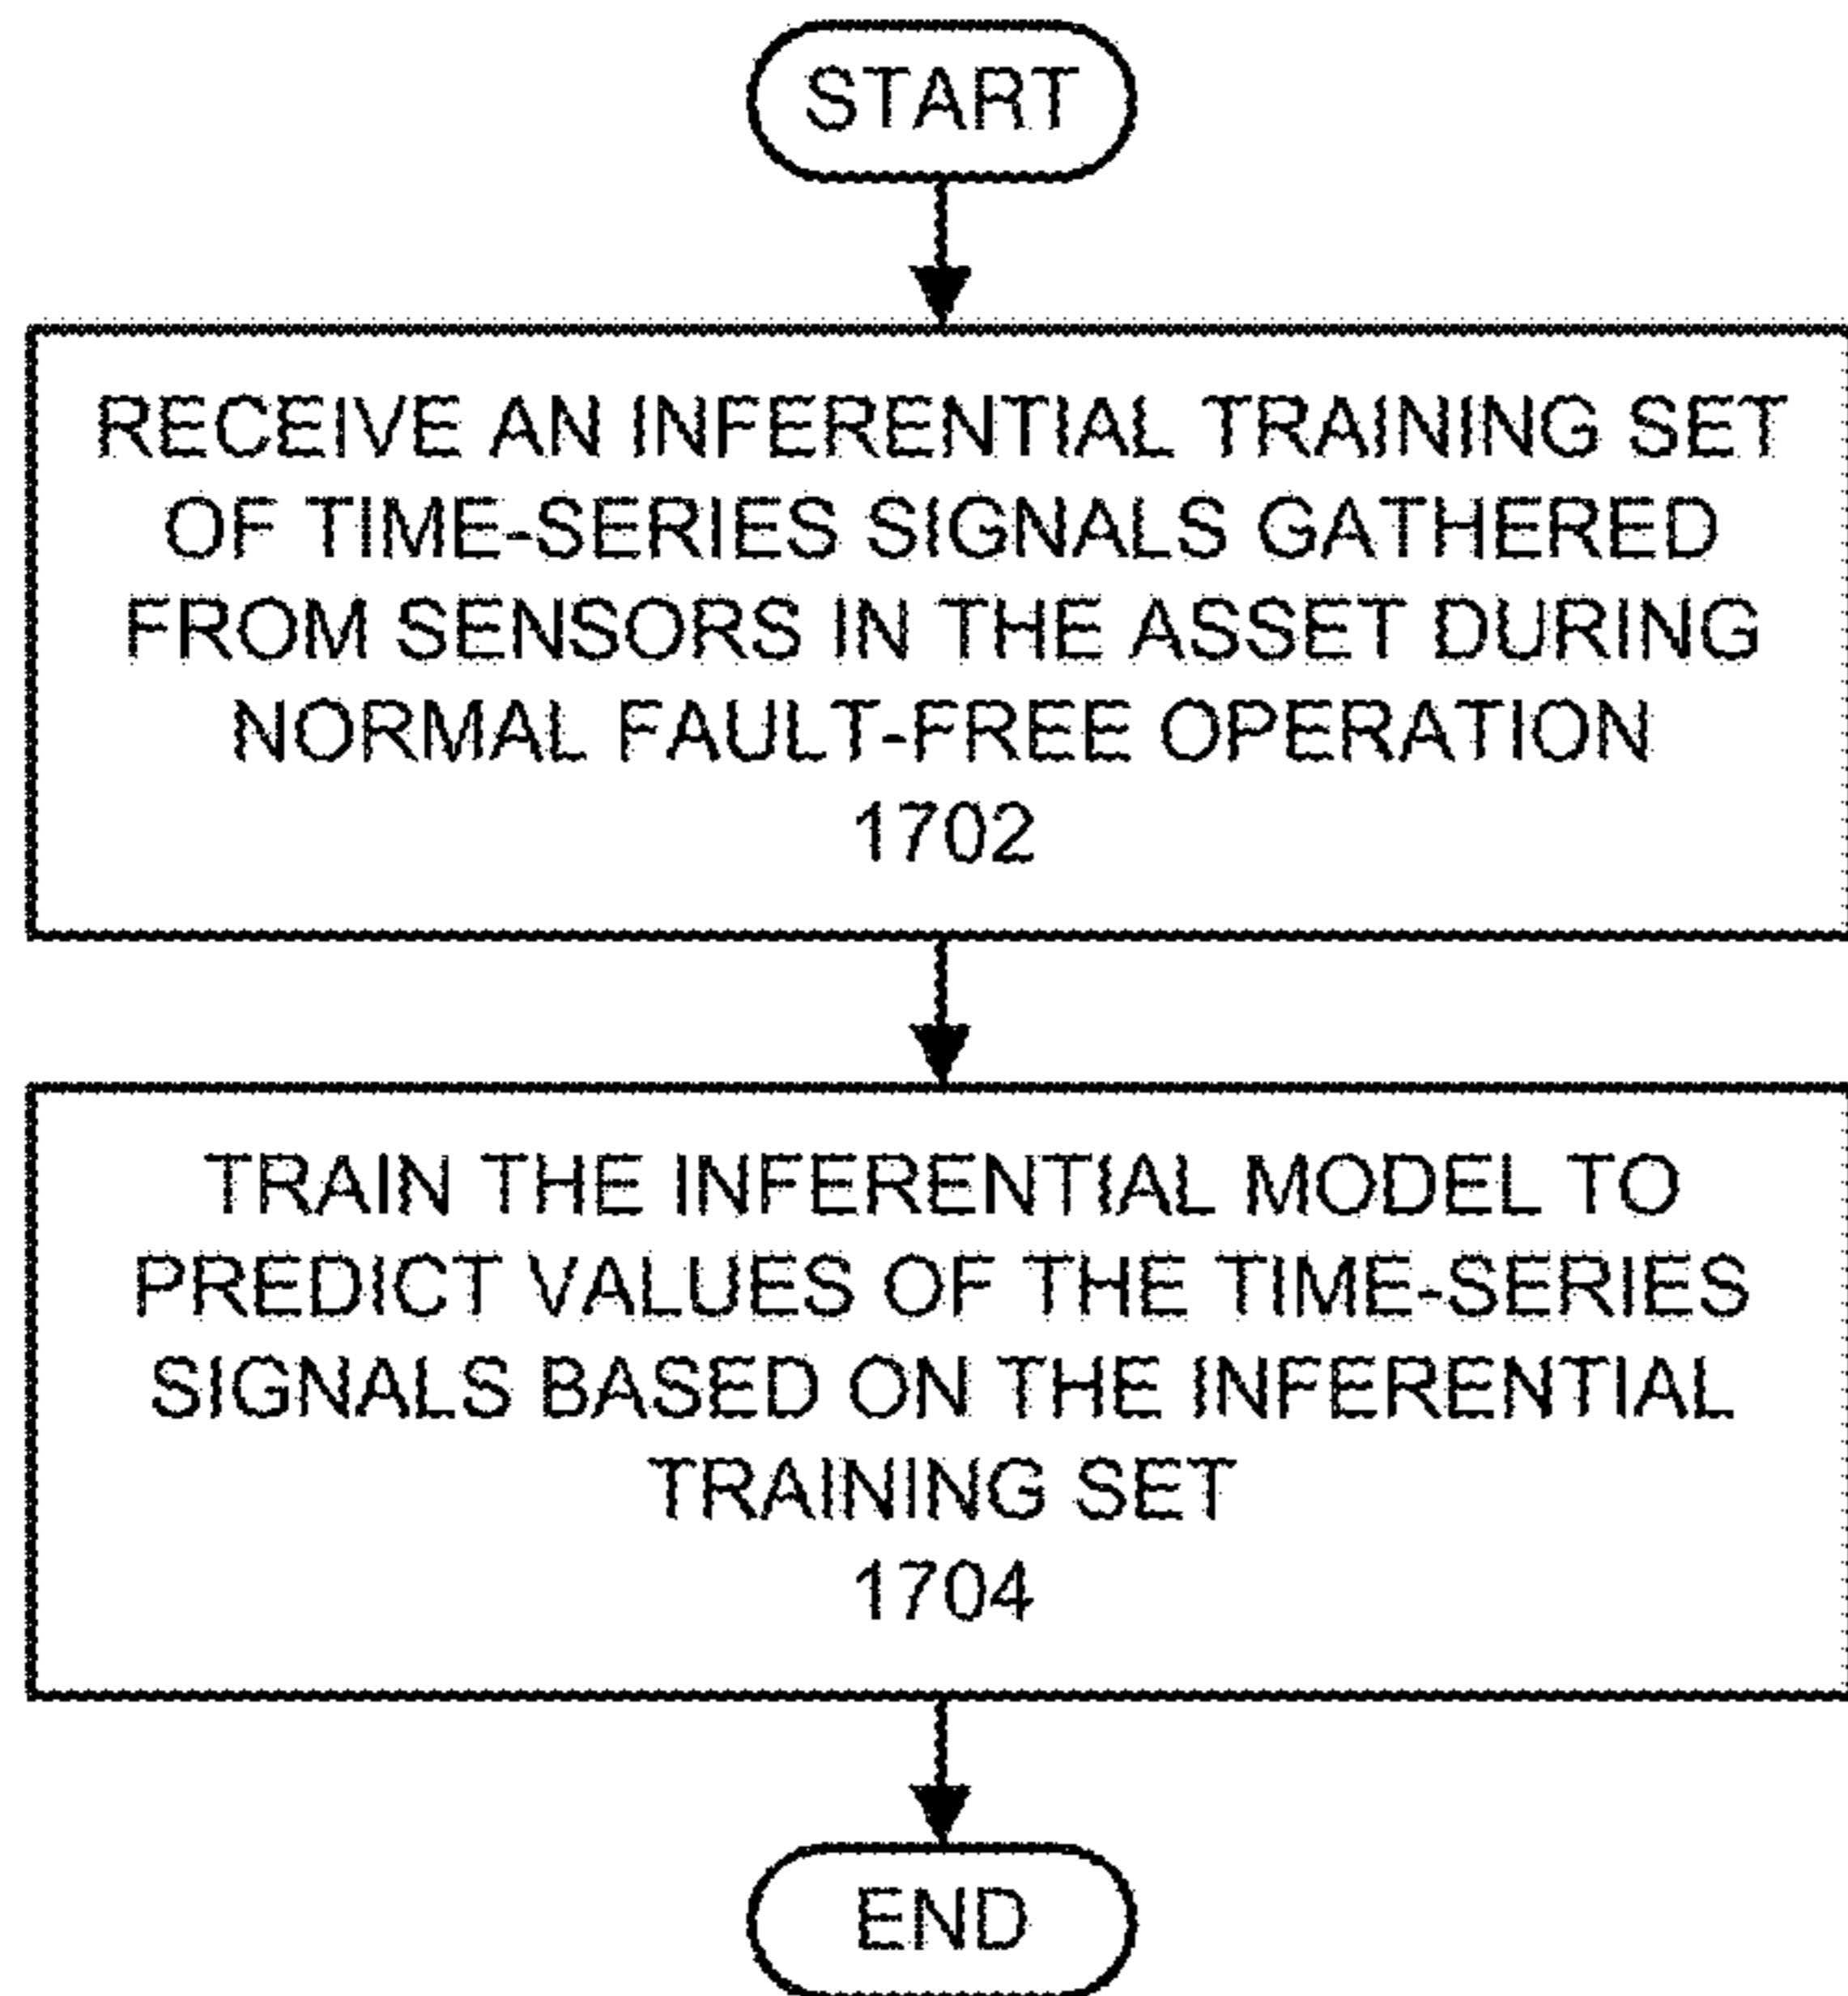 START
RECEIVE AN INFERENTIAL TRAINING SET
OF TIME-SERIES SIGNALS GATHERED
FROM SENSORS IN THE ASSET DURING
NORMAL FAULT-FREE OPERATION
1702
TRAIN THE INFERENTIAL MODEL TO
PREDICT VALUES OF THE TIME-SERIES
SIGNALS BASED ON THE INFERENTIAL
TRAINING SET
1704
END